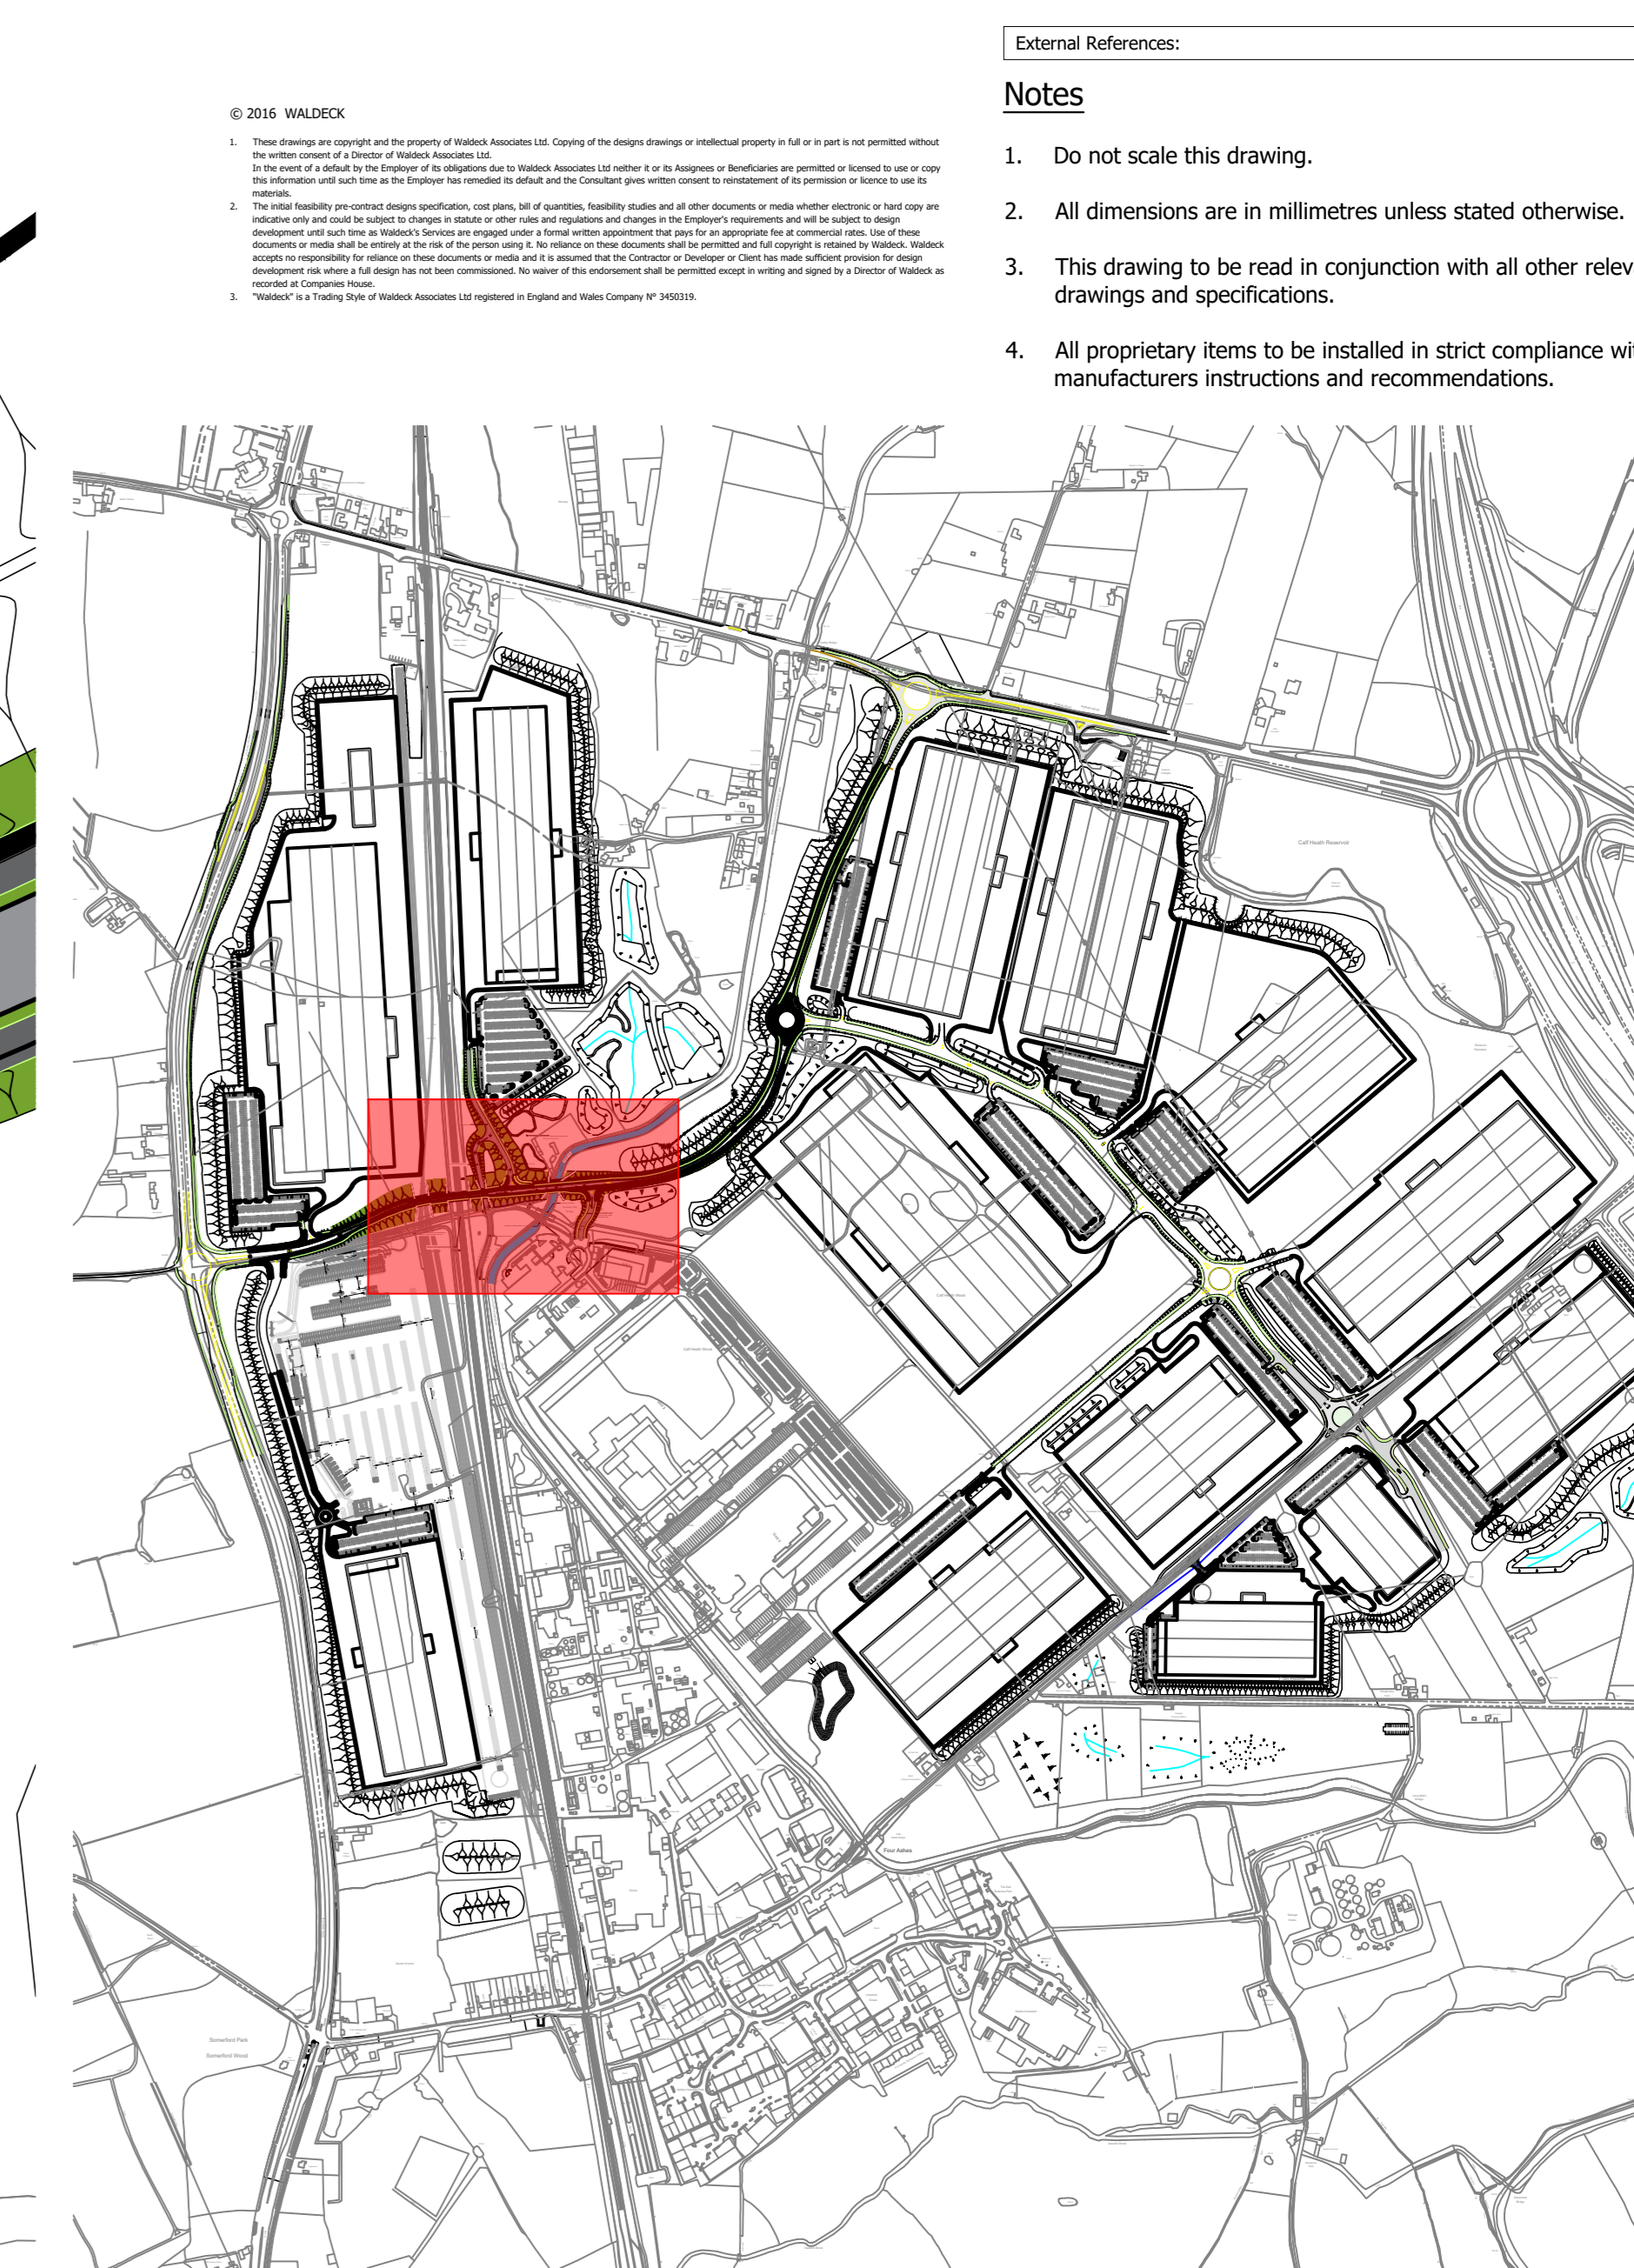 External References:
Notes
© 2016 WALDECK
1. These drawings are copyright and the property of Waldeck Associates Ltd. Copying of the designs drawings or intellectual property in full or in part is not permitted without
the written consent of a Director of Waldeck Associates Ltd.
In the event of a default by the Employer of its obligations due to Waldeck Associates Ltd neither it or its Assignees or Beneficiaries are permitted or licensed to use or copy
this information until such time as the Employer has remedied its default and the Consultant gives written consent to reinstatement of its permission or licence to use its
materials.
2. The initial feasibility pre-contract designs specification, cost plans, bill of quantities, feasibility studies and all other documents or media whether electronic or hard copy are
indicative only and could be subject to changes in statute or other rules and regulations and changes in the Employer's requirements and will be subject to design
development until such time as Waldeck's Services are engaged under a formal written appointment that pays for an appropriate fee at commercial rates. Use of these
documents or media shall be entirely at the risk of the person using it. No reliance on these documents shall be permitted and full copyright is retained by Waldeck. Waldeck
accepts no responsibility for reliance on these documents or media and it is assumed that the Contractor or Developer or Client has made sufficient provision for design
development risk where a full design has not been commissioned. No waiver of this endorsement shall be permitted except in writing and signed by a Director of Waldeck as
recorded at Companies House.
3. "Waldeck" is a Trading Style of Waldeck Associates Ltd registered in England and Wales Company Nº 3450319.
1. Do not scale this drawing.
2. All dimensions are in millimetres unless stated otherwise.
3. This drawing to be read in conjunction with all other releva
drawings and specifications.
4. All proprietary items to be installed in strict compliance wit
manufacturers instructions and recommendations.
Calf Heath Reservoir
Calf Heath Wood
Calf Heath Wood
Four Ashes
Somerford Park
Somerford Wood